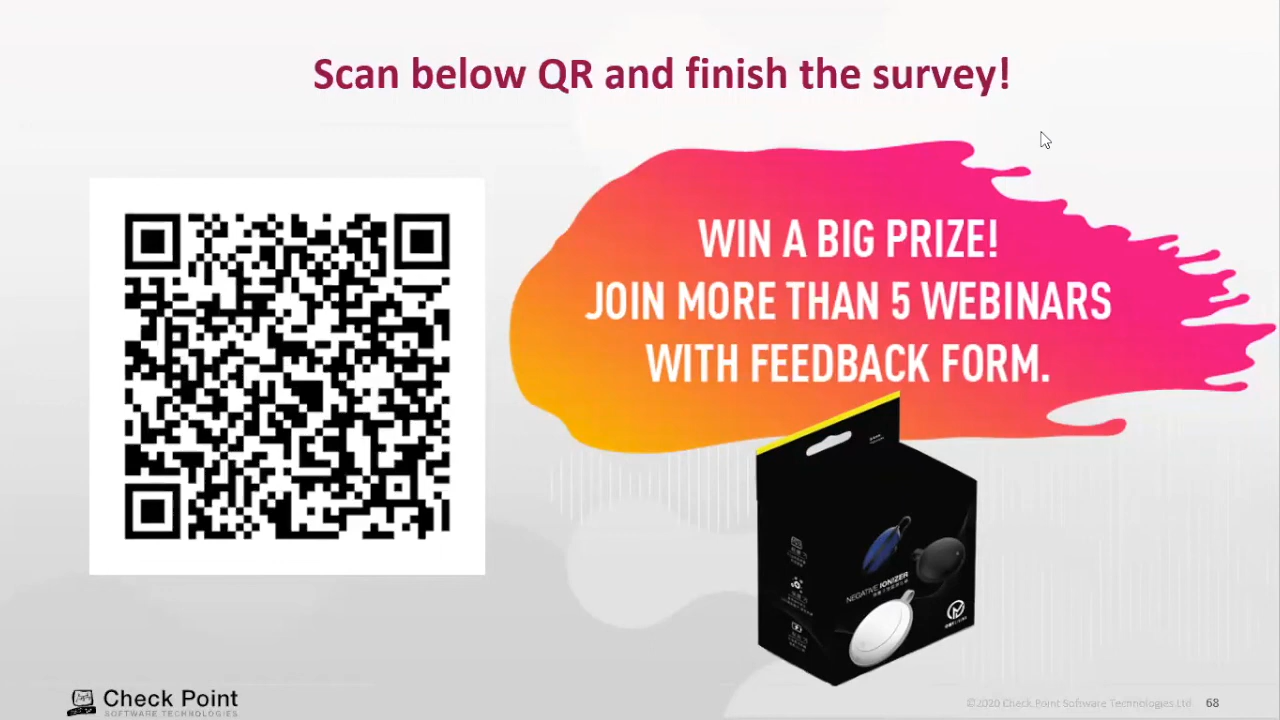 Scan below QR and finish the survey!
WIN A BIG PRIZE!
JOIN MORE THAN 5 WEBINARS
WITH FEEDBACK FORM.
NEGATIVE IONIZER
Check Point
SOFTWARE TECHNOLOGIES
©2020 Check Point Software Technologies Ltd.
68